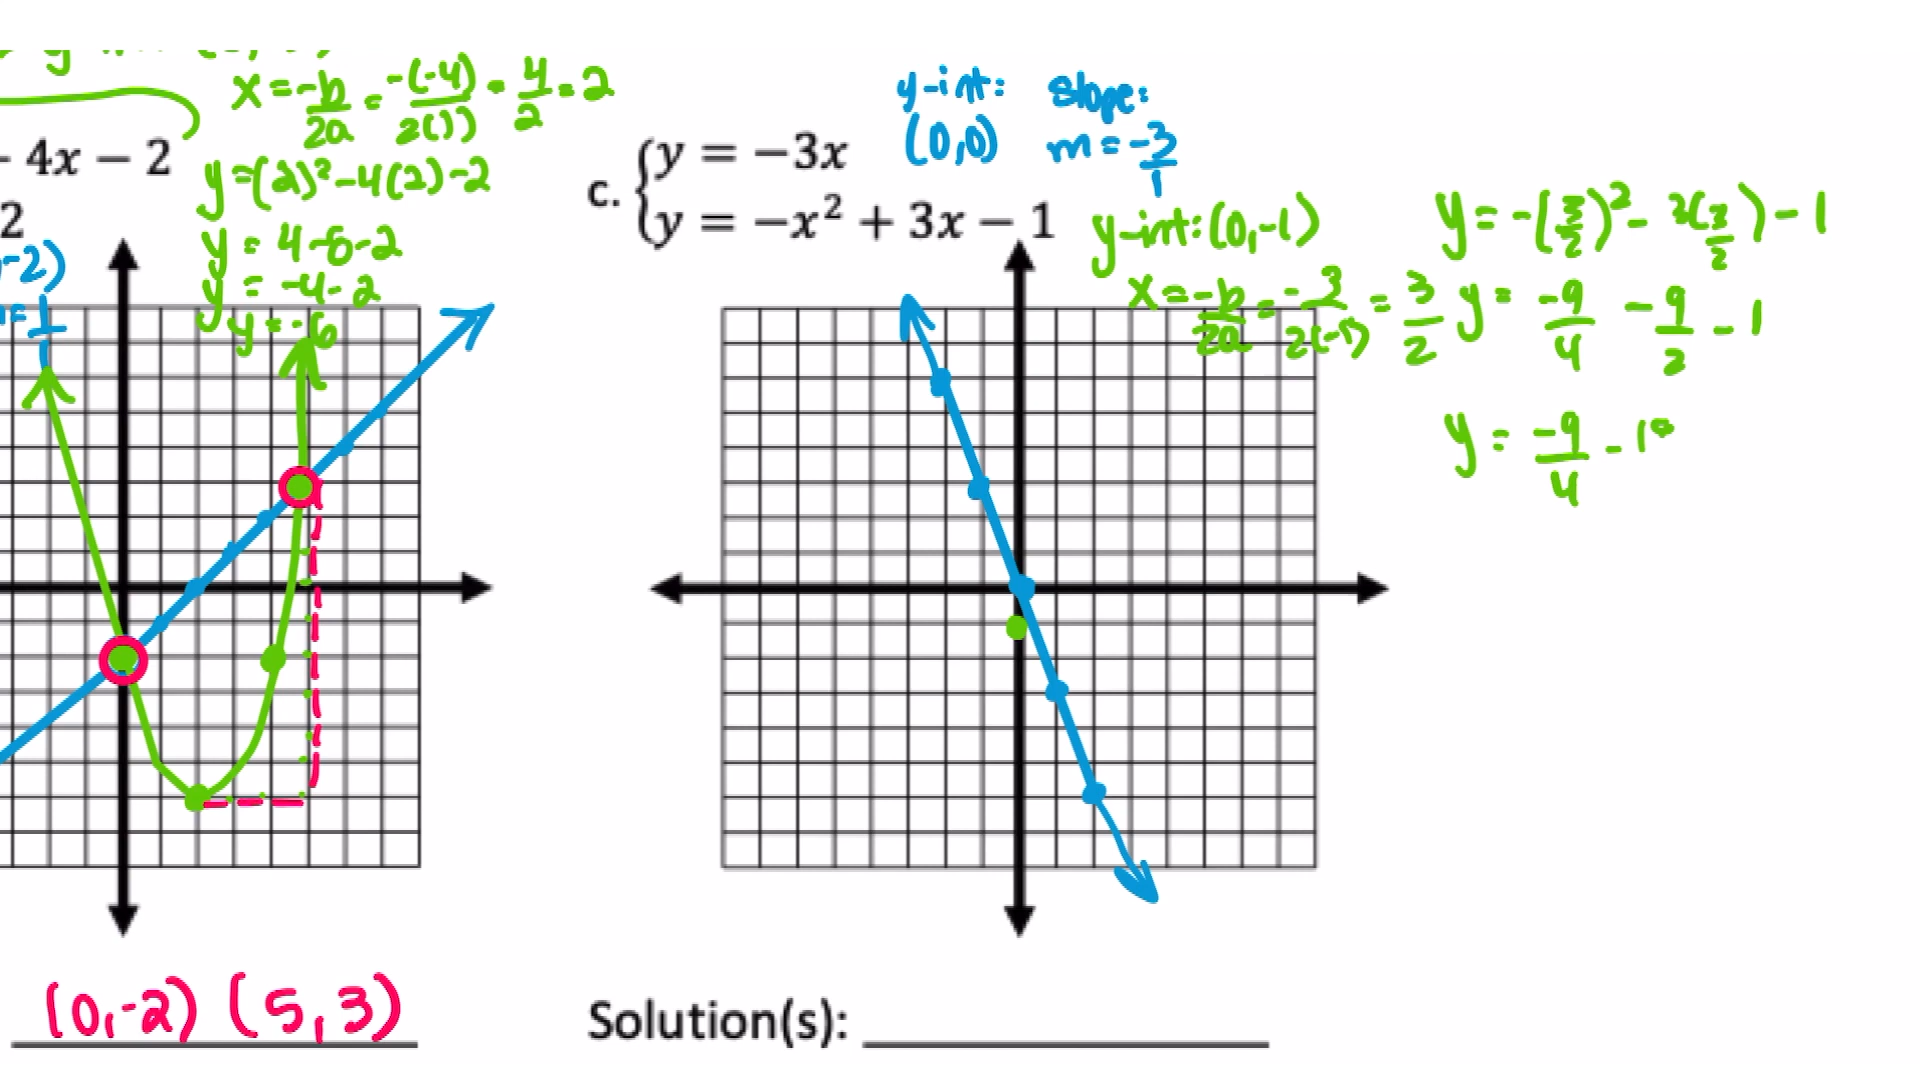 x = -b/2a = -(-4)/2(1) = 4/2 = 2
- 4x - 2
y = (2)² - 4(2) - 2
2
y = 4 - 8 - 2
-2)
y = -4 - 2
= 1
y = -6
(0, -2) (5, 3)
y-int: slope:
(0,0) m = -3/1
c. { y = -3x
y = -x² + 3x - 1
y-int: (0, -1)
x = -b/2a = -3/2(-1) = 3/2
y = -(3/2)² - 3(3/2) - 1
y = -9/4 - 9/2 - 1
y = -9/4 - 18
Solution(s):